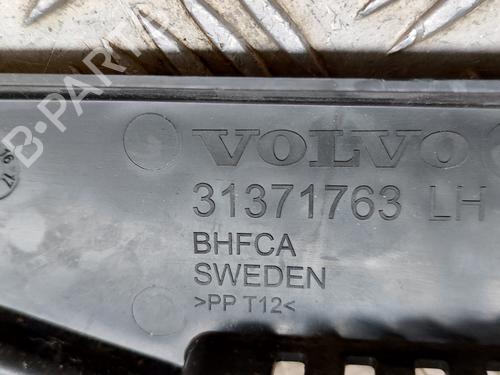 VOLVO
31371763 LH
BHFCA
SWEDEN
>PP T12<
B-PARTS